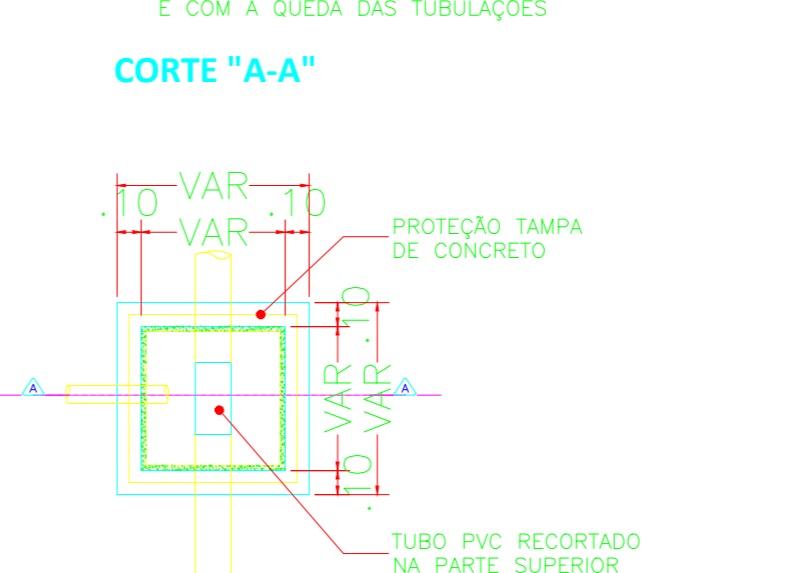 E COM A QUEDA DAS TUBULAÇÕES
CORTE "A-A"
VAR
.10
.10
VAR
PROTEÇÃO TAMPA
DE CONCRETO
.10
VAR
VAR
.10
A
A
TUBO PVC RECORTADO
NA PARTE SUPERIOR